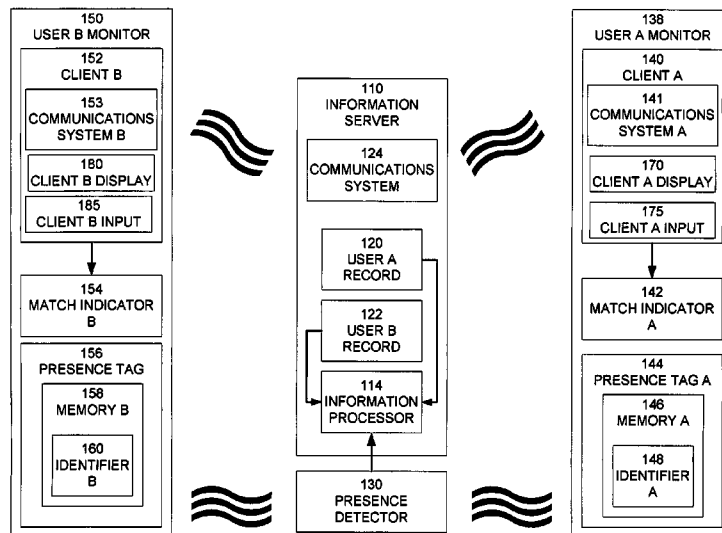 150
USER B MONITOR
152
CLIENT B
153
COMMUNICATIONS
SYSTEM B
180
CLIENT B DISPLAY
185
CLIENT B INPUT
154
MATCH INDICATOR
B
156
PRESENCE TAG
158
MEMORY B
160
IDENTIFIER
B
110
INFORMATION
SERVER
124
COMMUNICATIONS
SYSTEM
120
USER A
RECORD
122
USER B
RECORD
114
INFORMATION
PROCESSOR
130
PRESENCE
DETECTOR
138
USER A MONITOR
140
CLIENT A
141
COMMUNICATIONS
SYSTEM A
170
CLIENT A DISPLAY
175
CLIENT A INPUT
142
MATCH INDICATOR
A
144
PRESENCE TAG A
146
MEMORY A
148
IDENTIFIER
A